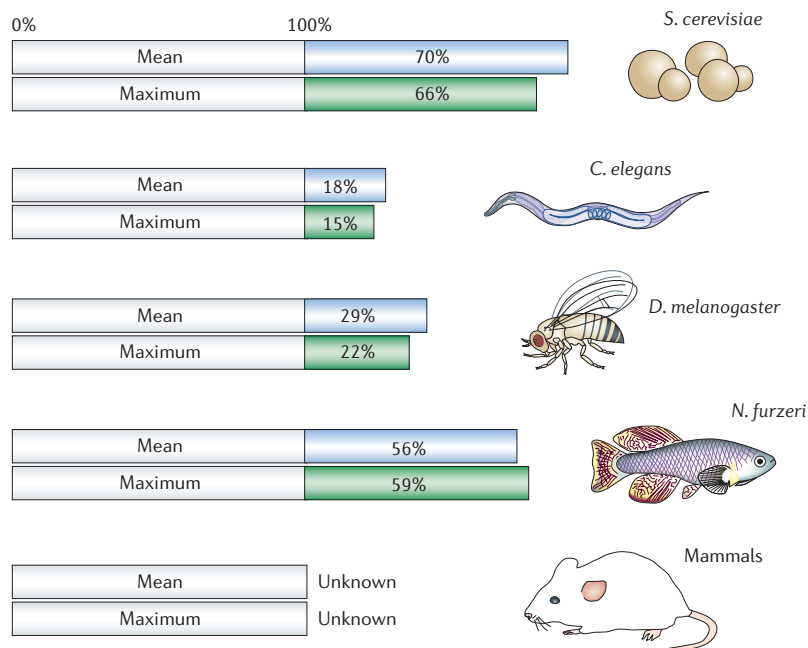 0% 100%
S. cerevisiae
Mean 70%
Maximum 66%
C. elegans
Mean 18%
Maximum 15%
D. melanogaster
Mean 29%
Maximum 22%
N. furzeri
Mean 56%
Maximum 59%
Mammals
Mean Unknown
Maximum Unknown